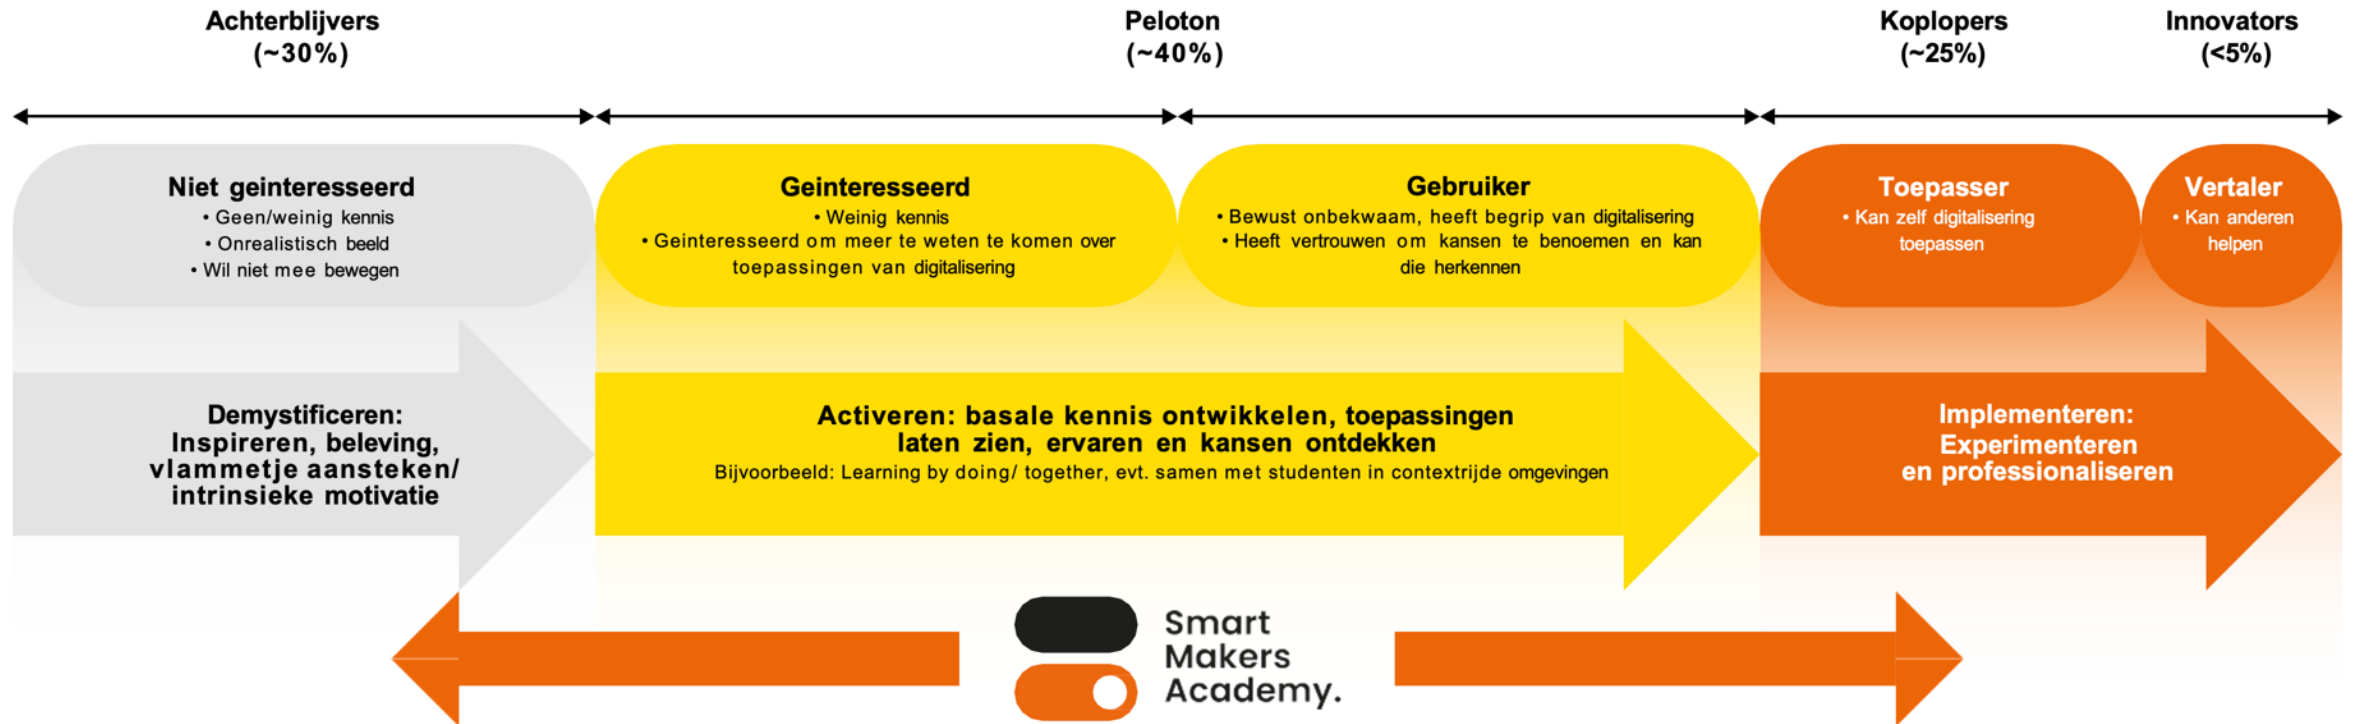 Achterblijvers
(~30%)
Peloton
(~40%)
Koplopers
(~25%)
Innovators
(<5%)
Niet geinteresseerd
• Geen/weinig kennis
• Onrealistisch beeld
• Wil niet mee bewegen
Geinteresseerd
• Weinig kennis
• Geinteresseerd om meer te weten te komen over
toepassingen van digitalisering
Gebruiker
• Bewust onbekwaam, heeft begrip van digitalisering
• Heeft vertrouwen om kansen te benoemen en kan
die herkennen
Toepasser
• Kan zelf digitalisering
toepassen
Vertaler
• Kan anderen
helpen
Demystificeren:
Inspireren, beleving,
vlammetje aansteken/
intrinsieke motivatie
Activeren: basale kennis ontwikkelen, toepassingen
laten zien, ervaren en kansen ontdekken
Bijvoorbeeld: Learning by doing/ together, evt. samen met studenten in contextrijde omgevingen
Implementeren:
Experimenteren
en professionaliseren
Smart
Makers
Academy.